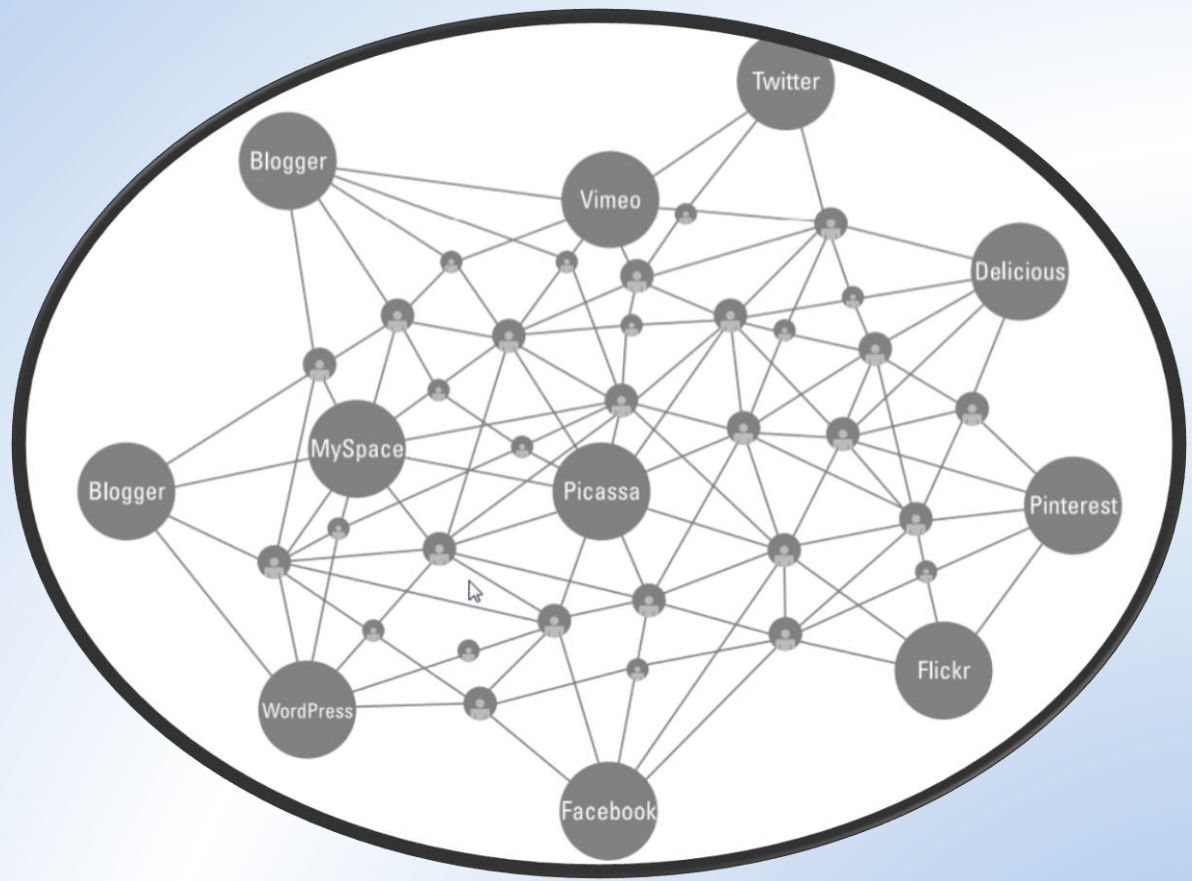 Twitter
Blogger
Vimeo
Delicious
MySpace
Blogger
Picassa
Pinterest
Flickr
WordPress
Facebook